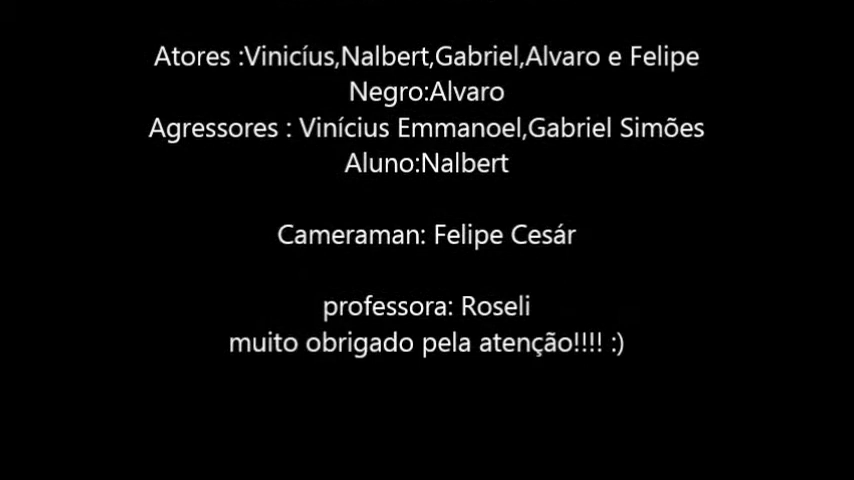 Atores :Vinicíus,Nalbert,Gabriel,Alvaro e Felipe
Negro:Alvaro
Agressores : Vinícius Emmanoel,Gabriel Simões
Aluno:Nalbert
Cameraman: Felipe Cesár
professora: Roseli
muito obrigado pela atenção!!!! :)